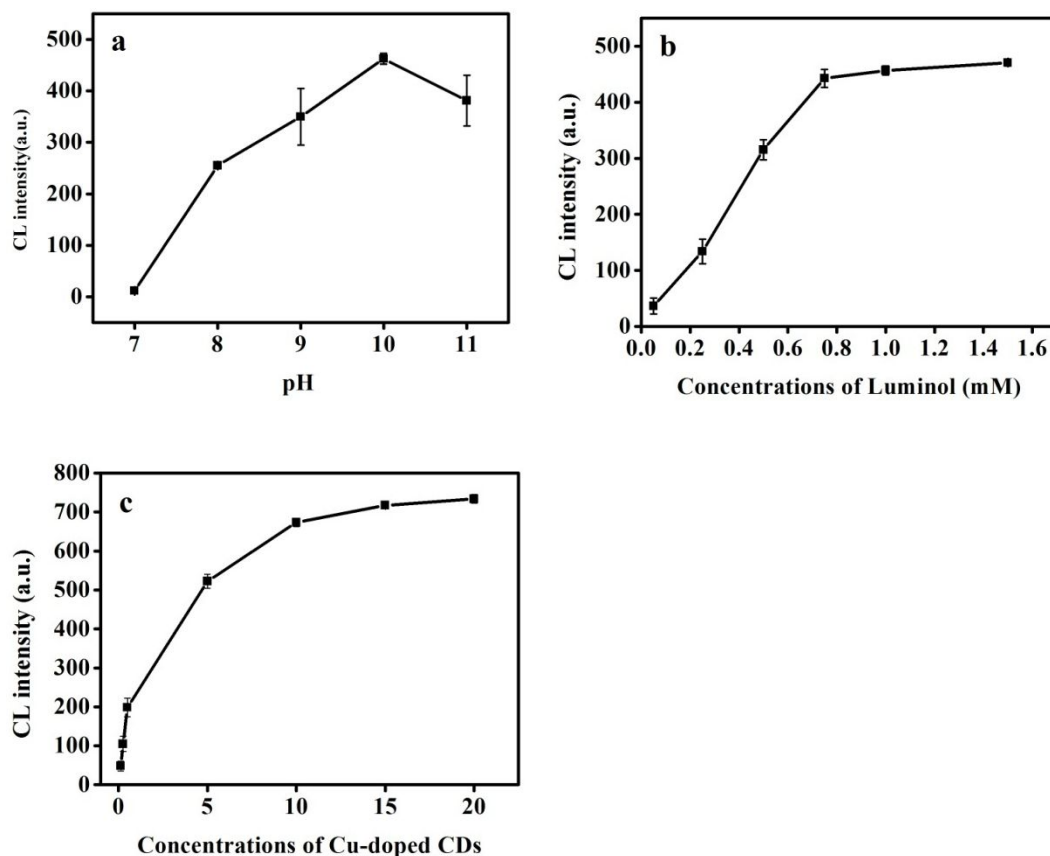 a
500
400
300
200
100
0
CL intensity(a.u.)
7 8 9 10 11
pH
b
500
400
300
200
100
0
CL intensity (a.u.)
0.0 0.2 0.4 0.6 0.8 1.0 1.2 1.4 1.6
Concentrations of Luminol (mM)
c
800
700
600
500
400
300
200
100
0
CL intensity (a.u.)
0 5 10 15 20
Concentrations of Cu-doped CDs